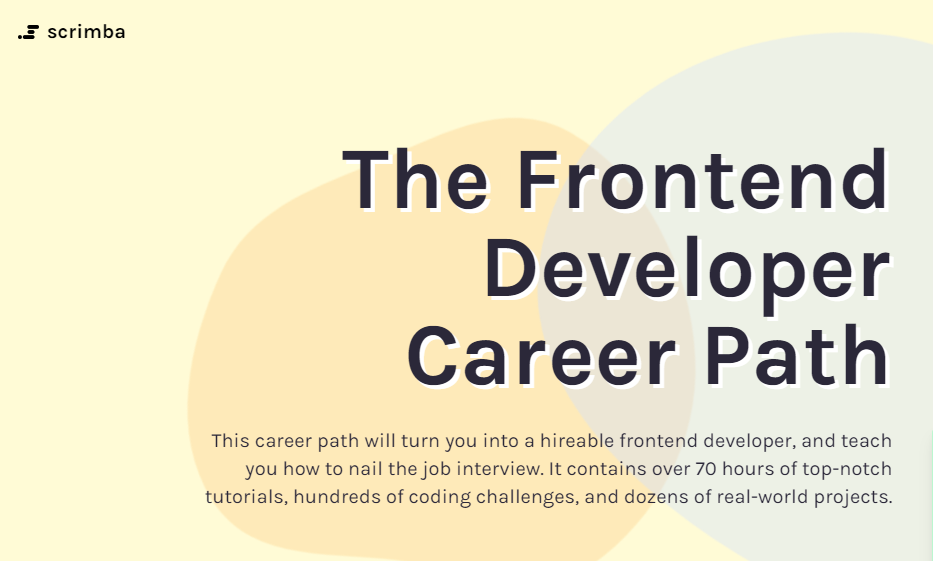 scrimba
The Frontend
Developer
Career Path
This career path will turn you into a hireable frontend developer, and teach
you how to nail the job interview. It contains over 70 hours of top-notch
tutorials, hundreds of coding challenges, and dozens of real-world projects.